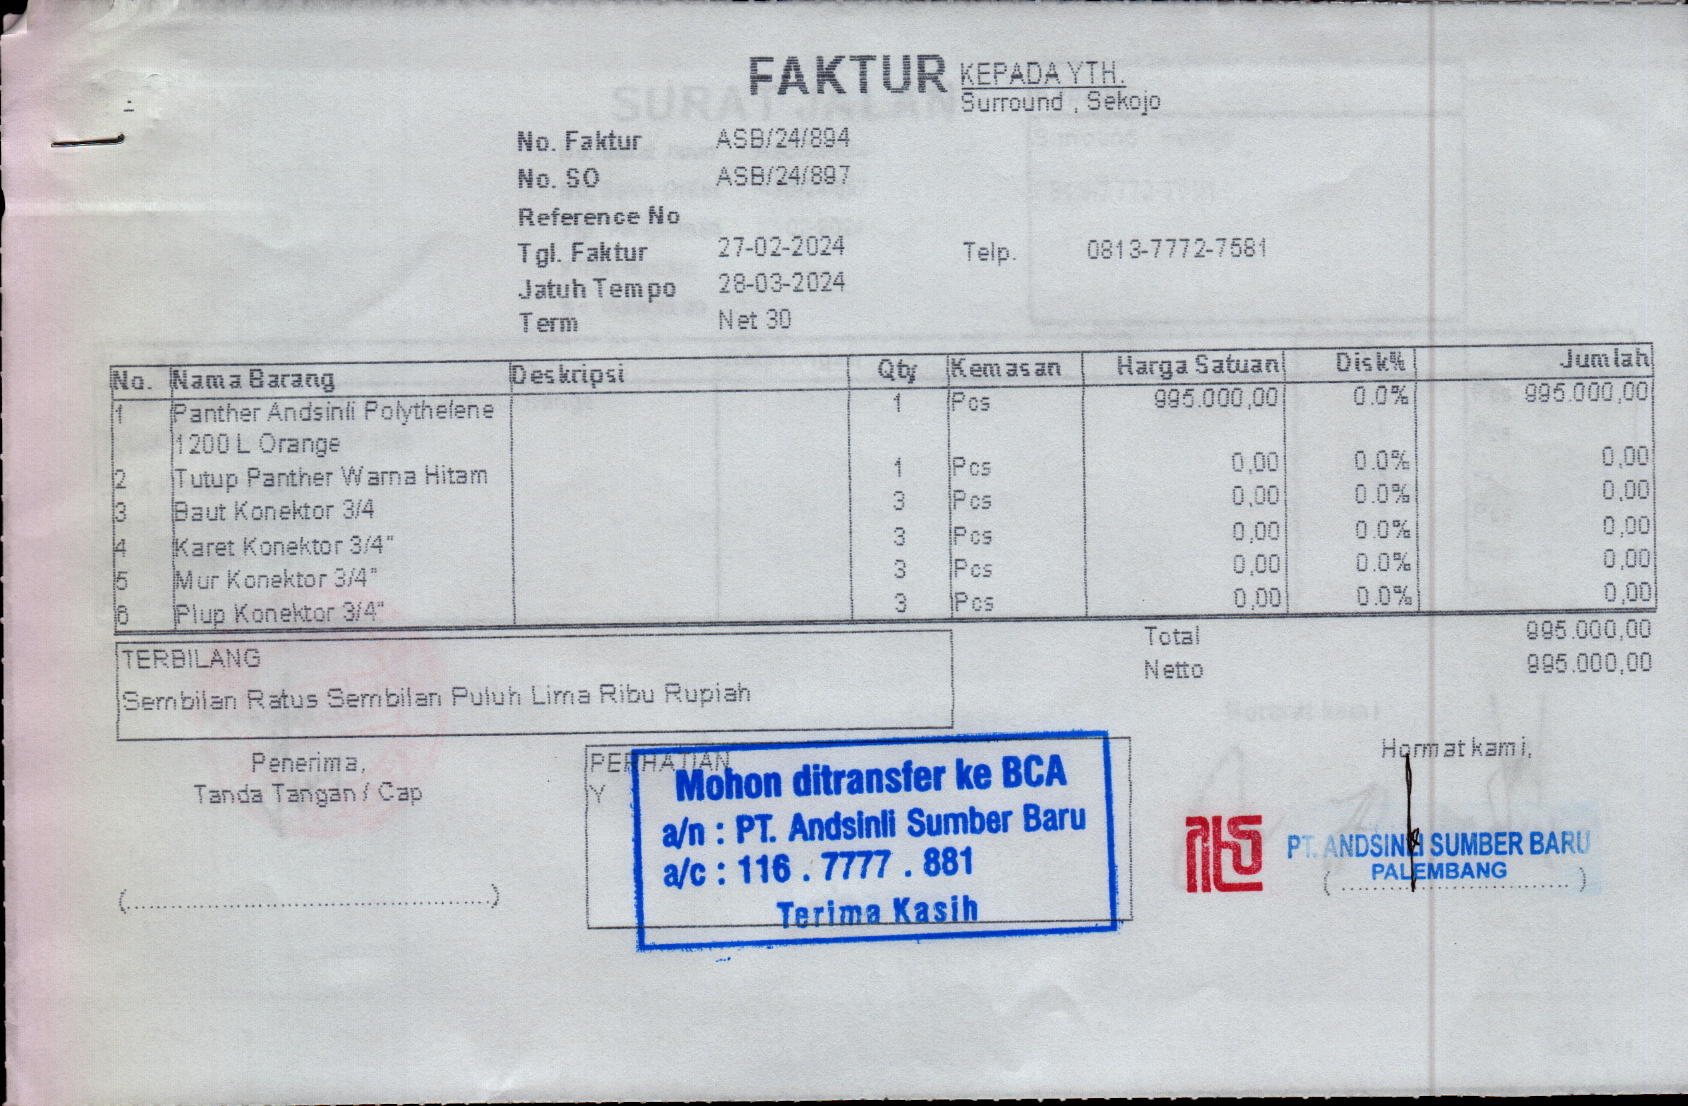 FAKTUR
KEPADA YTH.
Surround , Sekojo
No. Faktur ASB/24/894
No. SO ASB/24/897
Reference No
Tgl. Faktur 27-02-2024 Telp. 0813-7772-7581
Jatuh Tempo 28-03-2024
Term Net 30
No. Nama Barang Deskripsi Qty Kemasan Harga Satuan Disk% Jumlah
1 Panther Andsinli Polythelene 1 Pcs 995.000,00 0.0% 995.000,00
1200 L Orange
2 Tutup Panther Warna Hitam 1 Pcs 0,00 0.0% 0,00
3 Baut Konektor 3/4 3 Pcs 0,00 0.0% 0,00
4 Karet Konektor 3/4" 3 Pcs 0,00 0.0% 0,00
5 Mur Konektor 3/4" 3 Pcs 0,00 0.0% 0,00
6 Plup Konektor 3/4" 3 Pcs 0,00 0.0% 0,00
Total 995.000,00
Netto 995.000,00
TERBILANG
Sembilan Ratus Sembilan Puluh Lima Ribu Rupiah
Penerima,
Tanda Tangan / Cap
(................................................)
PERHATIAN
Y
Mohon ditransfer ke BCA
a/n : PT. Andsinli Sumber Baru
a/c : 116 . 7777 . 881
Terima Kasih
Hormat kami,
PT. ANDSINLI SUMBER BARU
PALEMBANG
(..............................)